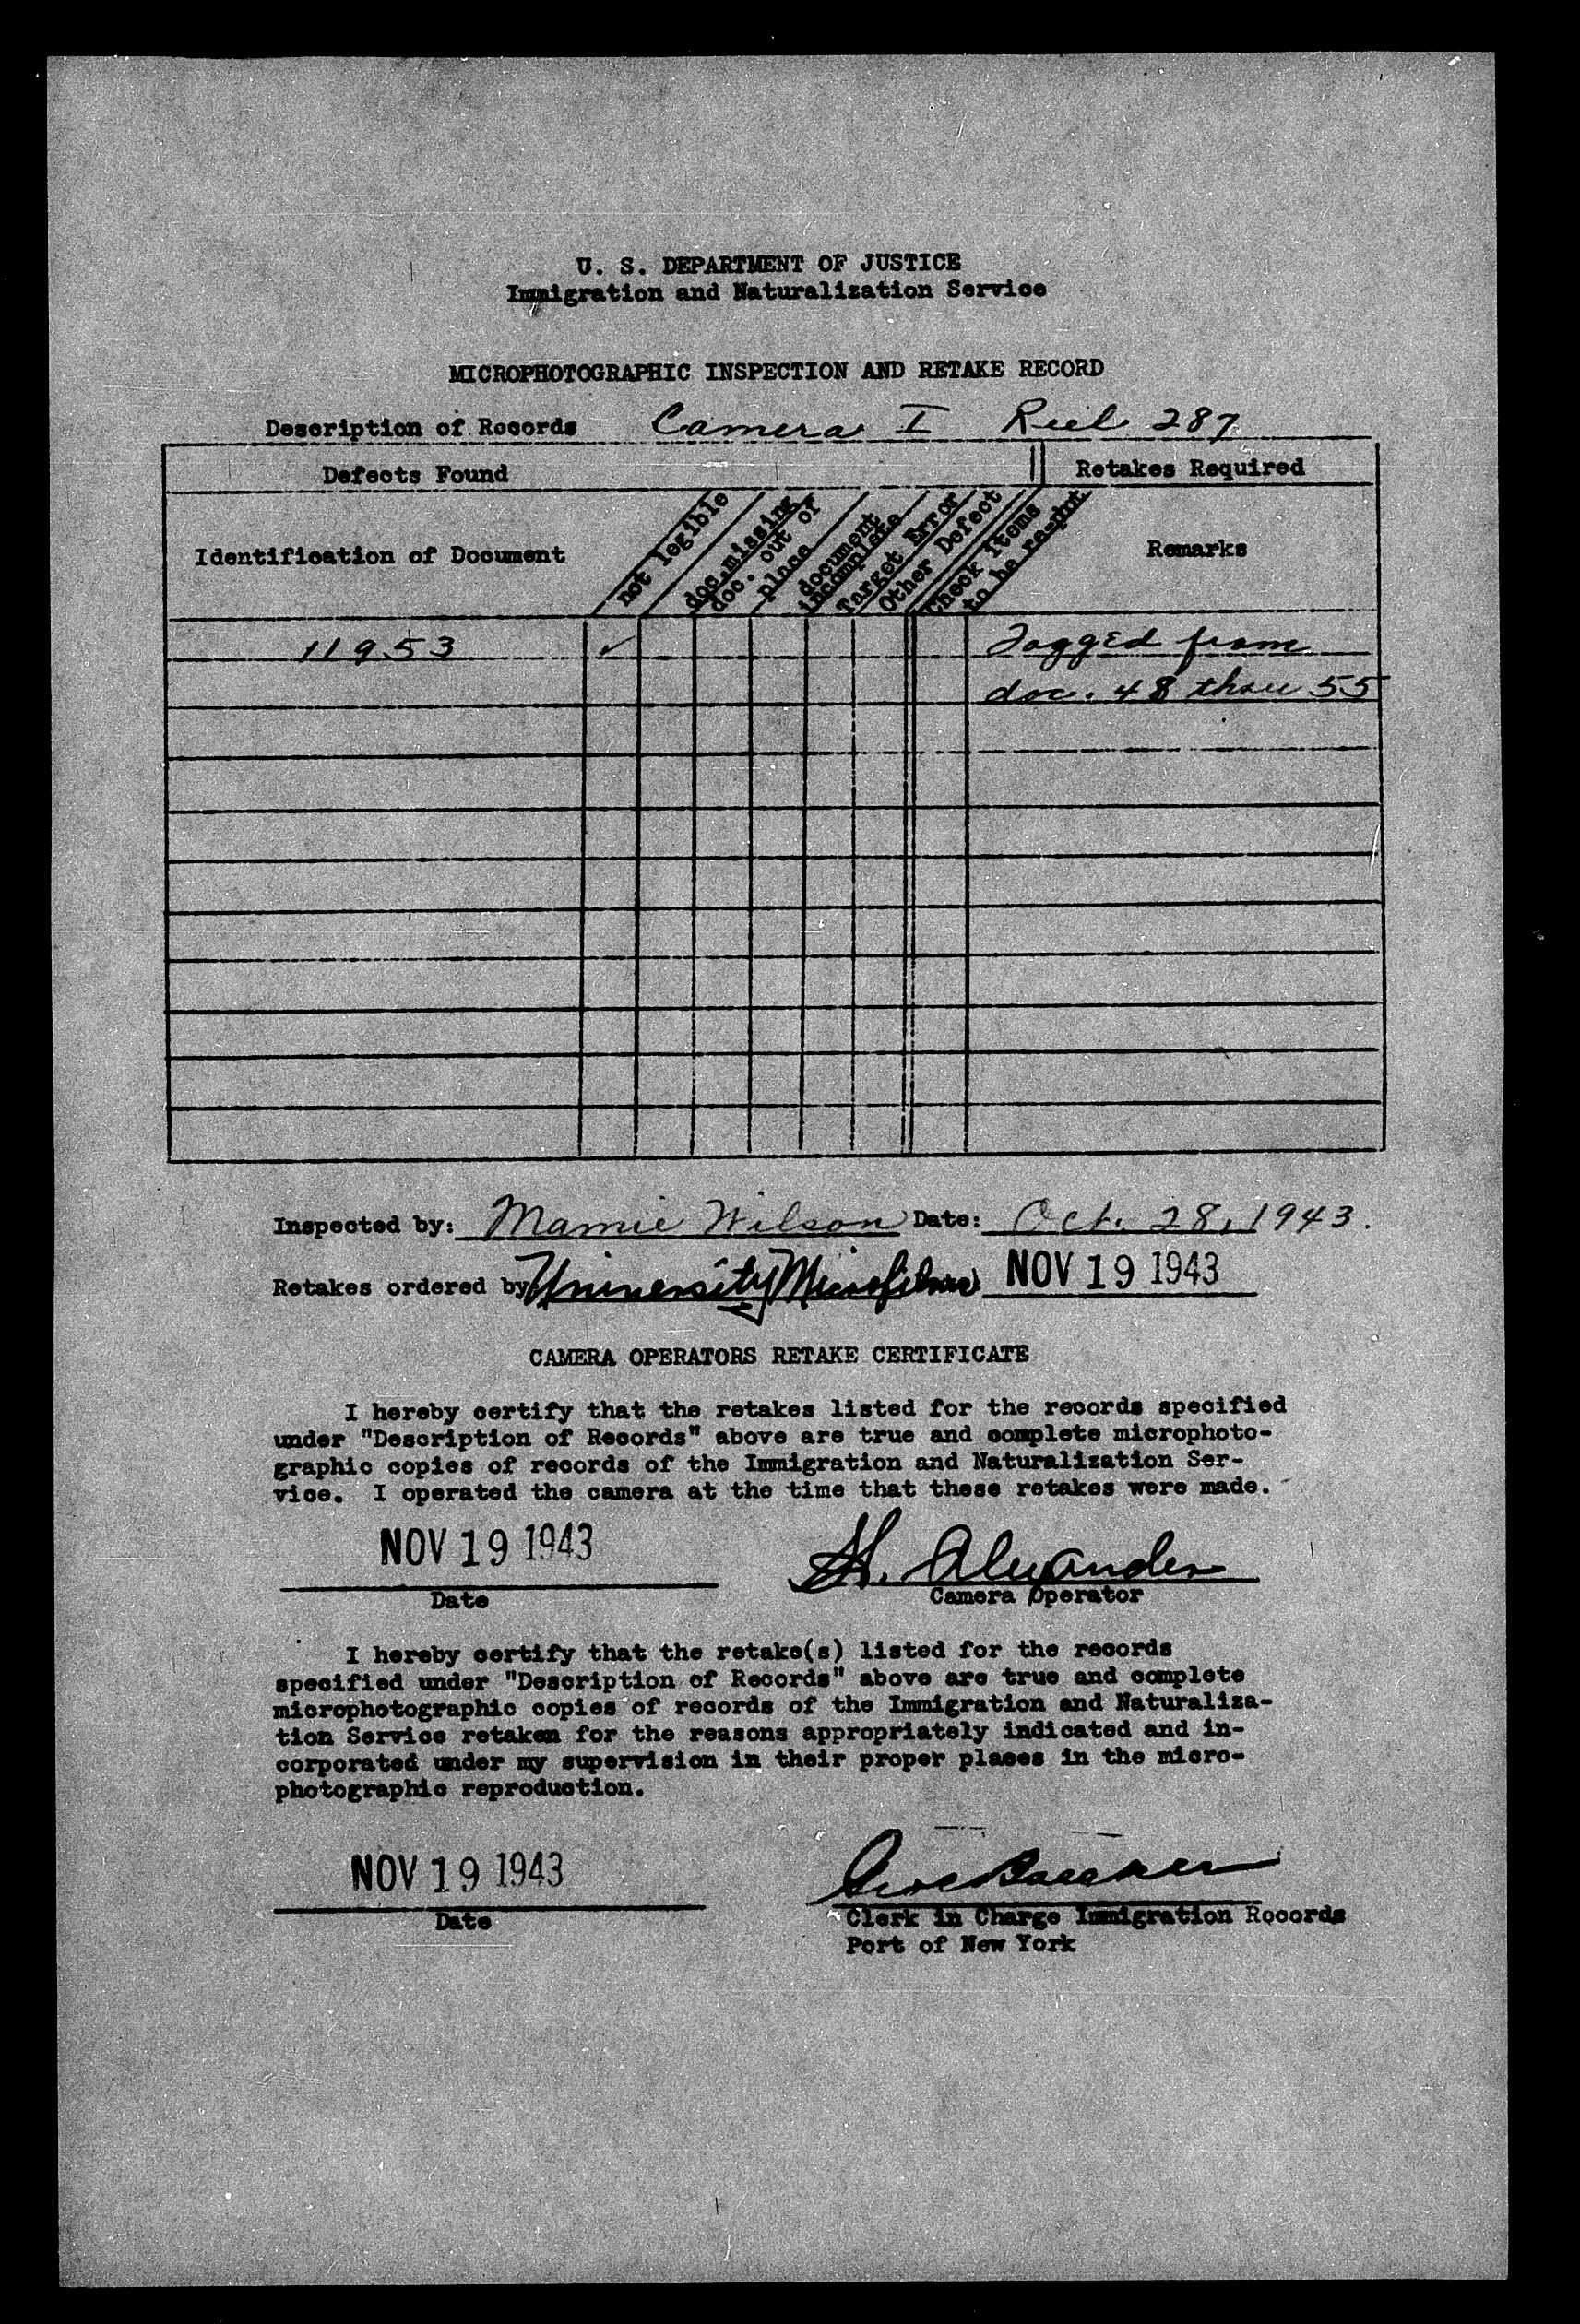 U. S. DEPARTMENT OF JUSTICE
Immigration and Naturalization Service
MICROPHOTOGRAPHIC INSPECTION AND RETAKE RECORD
Description of Records Camera I Reel 287
Defects Found Retakes Required
Identification of Document
not legible
doc. missing
doc. out of
place
document
incomplete
Target Error
Other Defect
Check items
to be re-phot
Remarks
11953 ✓ Fogged from
doc. 48 thru 55
Inspected by: Mamie Wilson Date: Oct. 28, 1943.
Retakes ordered by University Microfilms NOV 19 1943
CAMERA OPERATORS RETAKE CERTIFICATE
I hereby certify that the retakes listed for the records specified
under "Description of Records" above are true and complete microphoto-
graphic copies of records of the Immigration and Naturalization Ser-
vice. I operated the camera at the time that these retakes were made.
NOV 19 1943 H. Alexander
Date Camera Operator
I hereby certify that the retake(s) listed for the records
specified under "Description of Records" above are true and complete
microphotographic copies of records of the Immigration and Naturaliza-
tion Service retaken for the reasons appropriately indicated and in-
corporated under my supervision in their proper places in the micro-
photographic reproduction.
NOV 19 1943
Date
Clerk in Charge Immigration Records
Port of New York